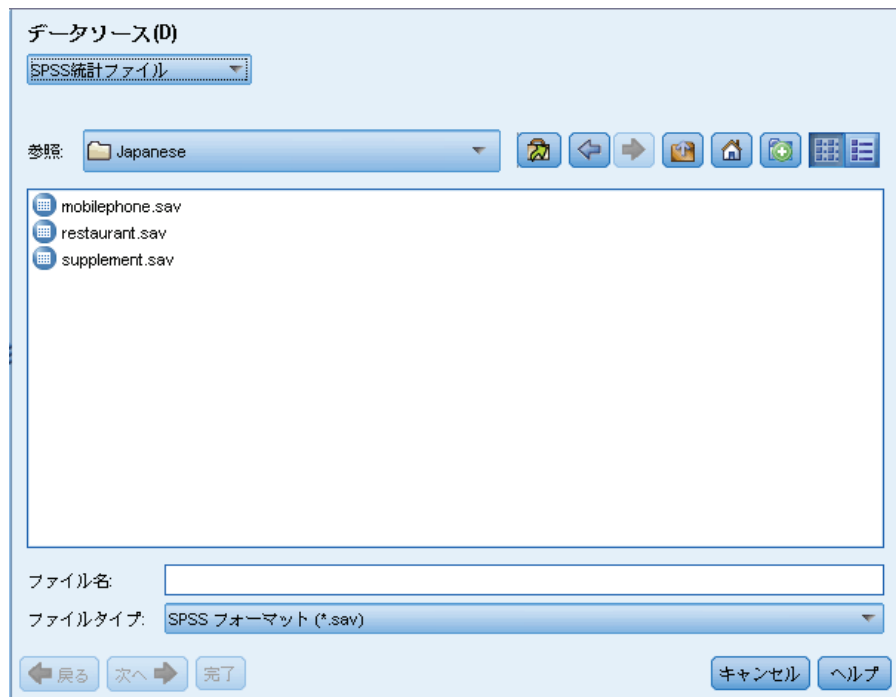 データソース(D)
SPSS統計ファイル
参照: Japanese
mobilephone.sav
restaurant.sav
supplement.sav
ファイル名:
ファイルタイプ: SPSS フォーマット (*.sav)
戻る 次へ 完了 キャンセル ヘルプ